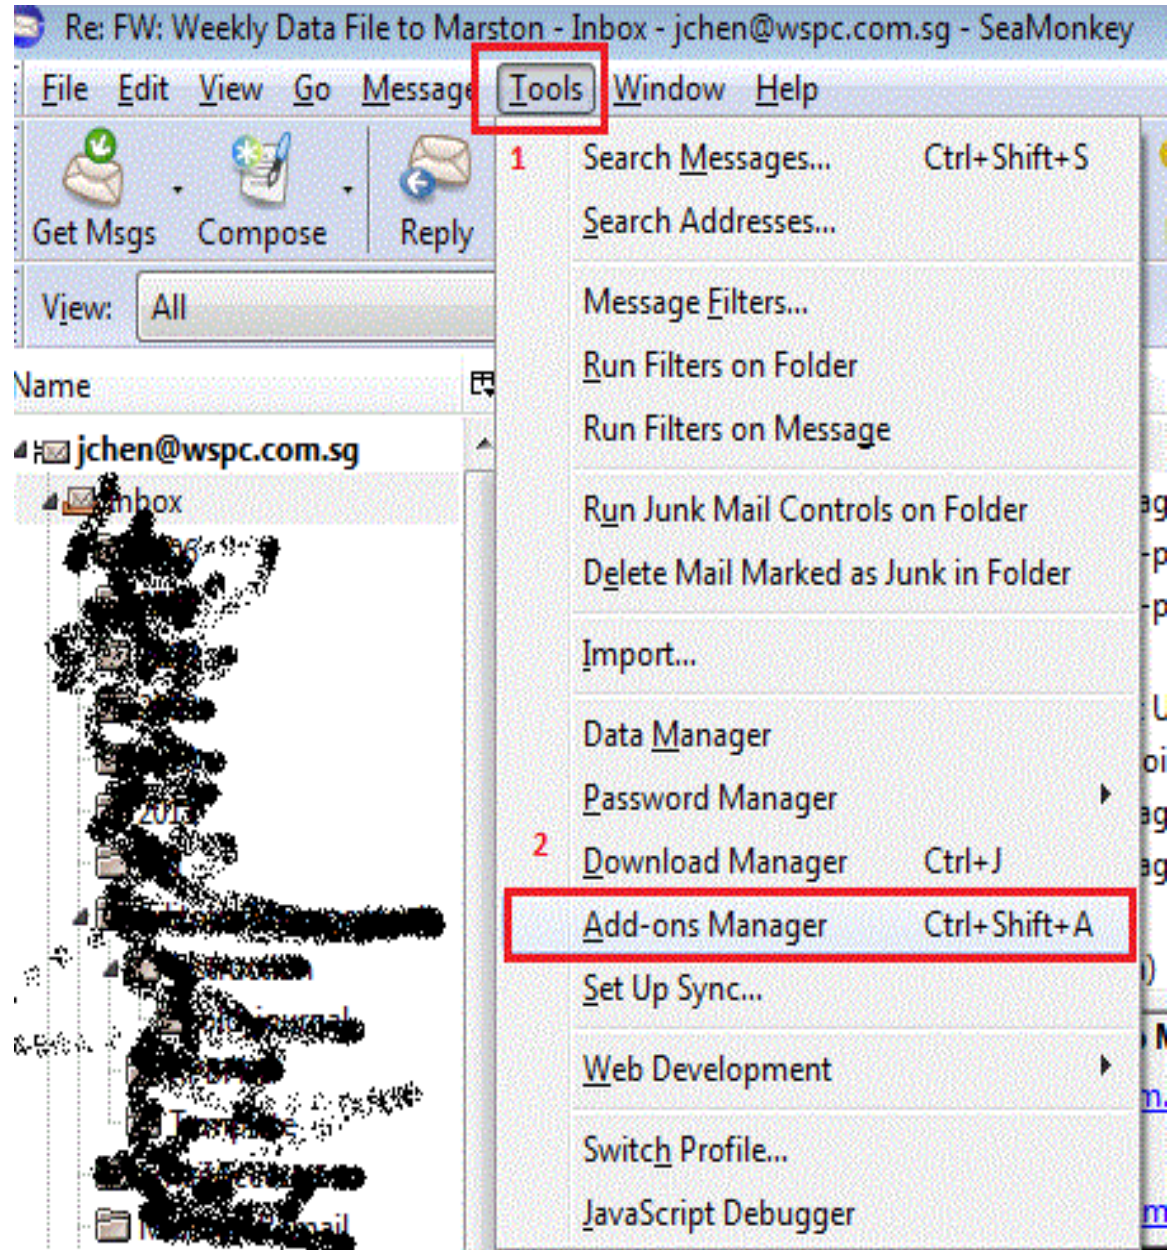 Re: FW: Weekly Data File to Marston - Inbox - jchen@wspc.com.sg - SeaMonkey
File Edit View Go Message Tools Window Help
Get Msgs Compose Reply
View: All
Name
jchen@wspc.com.sg
Inbox
1
Search Messages... Ctrl+Shift+S
Search Addresses...
Message Filters...
Run Filters on Folder
Run Filters on Message
Run Junk Mail Controls on Folder
Delete Mail Marked as Junk in Folder
Import...
Data Manager
Password Manager
2
Download Manager Ctrl+J
Add-ons Manager Ctrl+Shift+A
Set Up Sync...
Web Development
Switch Profile...
JavaScript Debugger